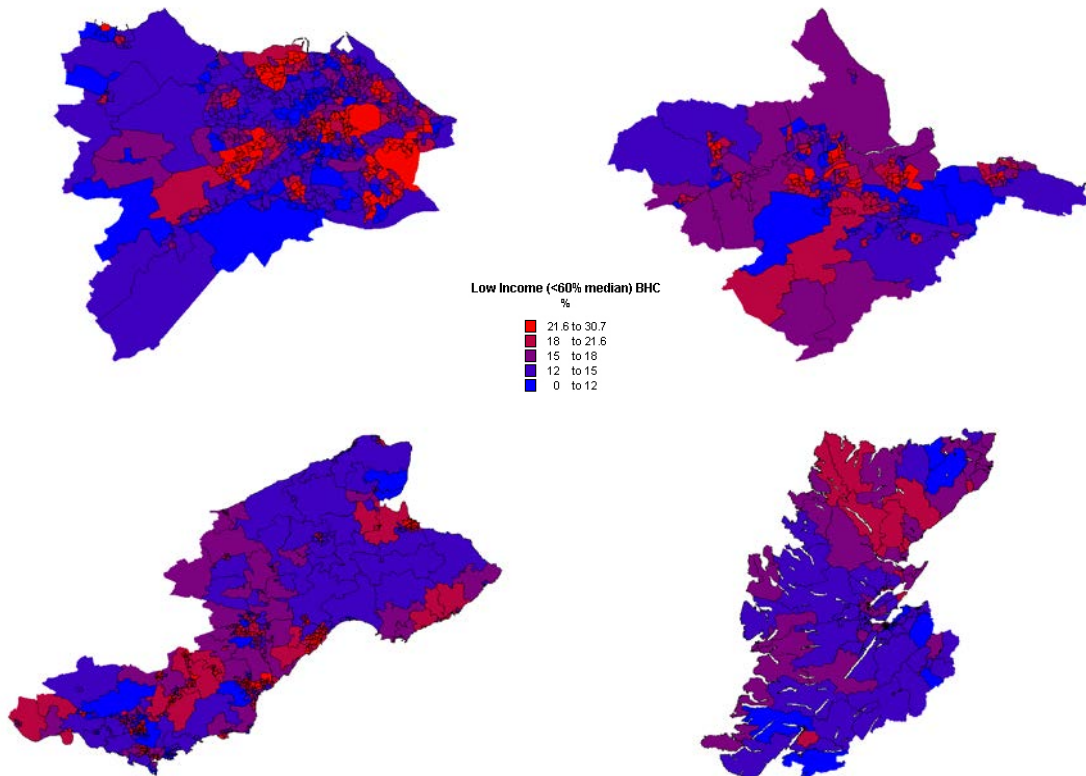 Low Income (<60% median) BHC
%
21.6 to 30.7
18 to 21.6
15 to 18
12 to 15
0 to 12